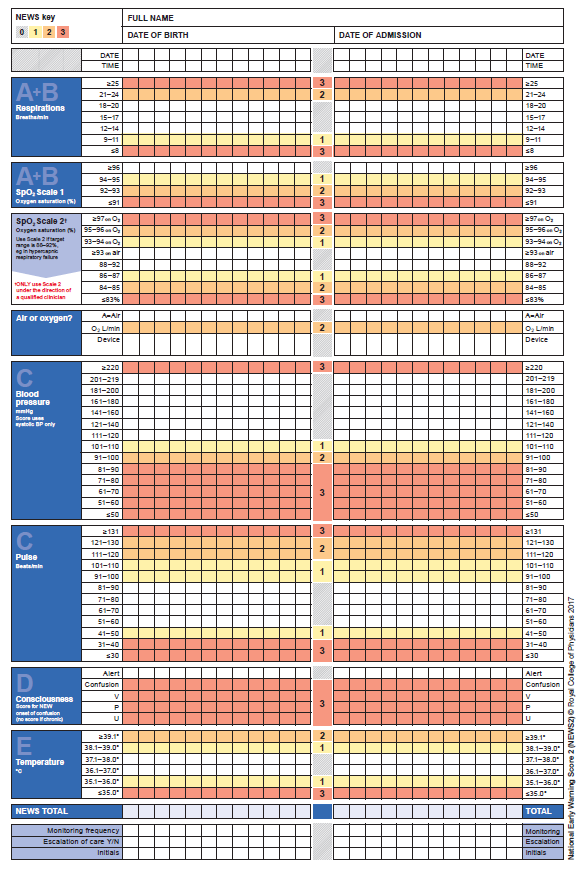 NEWS key
0 1 2 3
FULL NAME
DATE OF BIRTH
DATE OF ADMISSION
DATE DATE
TIME TIME
A+B
Respirations
Breaths/min
≥25 3 ≥25
21–24 2 21–24
18–20 18–20
15–17 15–17
12–14 12–14
9–11 1 9–11
≤8 3 ≤8
A+B
SpO₂ Scale 1
Oxygen saturation (%)
≥96 ≥96
94–95 1 94–95
92–93 2 92–93
≤91 3 ≤91
SpO₂ Scale 2†
Oxygen saturation (%)
Use Scale 2 if target
range is 88–92%,
eg in hypercapnic
respiratory failure
†ONLY use Scale 2
under the direction of
a qualified clinician
≥97 on O₂ 3 ≥97 on O₂
95–96 on O₂ 2 95–96 on O₂
93–94 on O₂ 1 93–94 on O₂
≥93 on air ≥93 on air
88–92 88–92
86–87 1 86–87
84–85 2 84–85
≤83% 3 ≤83%
Air or oxygen?
A=Air A=Air
O₂ L/min 2 O₂ L/min
Device Device
C
Blood
pressure
mmHg
Score uses
systolic BP only
≥220 3 ≥220
201–219 201–219
181–200 181–200
161–180 161–180
141–160 141–160
121–140 121–140
111–120 111–120
101–110 1 101–110
91–100 2 91–100
81–90 81–90
71–80 71–80
61–70 3 61–70
51–60 51–60
≤50 ≤50
C
Pulse
Beats/min
≥131 3 ≥131
121–130 2 121–130
111–120 111–120
101–110 1 101–110
91–100 91–100
81–90 81–90
71–80 71–80
61–70 61–70
51–60 51–60
41–50 1 41–50
31–40 3 31–40
≤30 ≤30
D
Consciousness
Score for NEW
onset of confusion
(no score if chronic)
Alert Alert
Confusion Confusion
V V
P 3 P
U U
E
Temperature
°C
≥39.1° 2 ≥39.1°
38.1–39.0° 1 38.1–39.0°
37.1–38.0° 37.1–38.0°
36.1–37.0° 36.1–37.0°
35.1–36.0° 1 35.1–36.0°
≤35.0° 3 ≤35.0°
NEWS TOTAL TOTAL
Monitoring frequency Monitoring
Escalation of care Y/N Escalation
Initials Initials
National Early Warning Score 2 (NEWS2) © Royal College of Physicians 2017